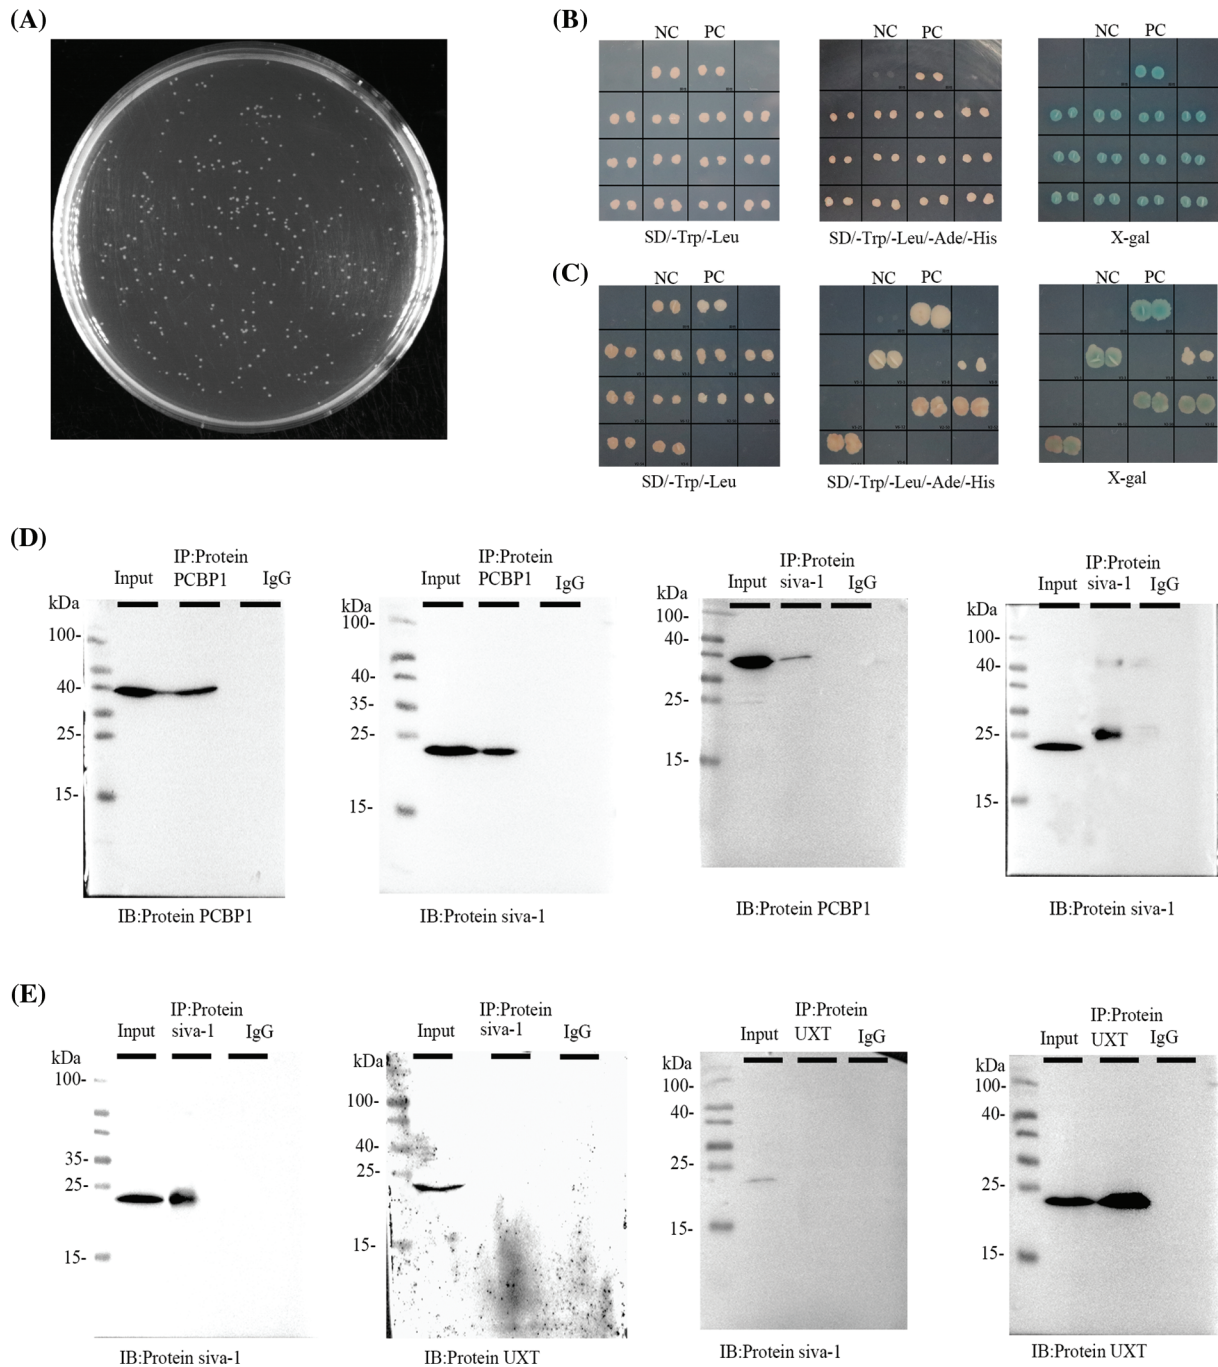 (A)
(B)
NC PC
NC PC
NC PC
SD/-Trp/-Leu
SD/-Trp/-Leu/-Ade/-His
X-gal
(C)
NC PC
NC PC
NC PC
SD/-Trp/-Leu
SD/-Trp/-Leu/-Ade/-His
X-gal
(D)
Input
IP:Protein
PCBP1
IgG
kDa
100-
40-
25-
15-
IB:Protein PCBP1
Input
IP:Protein
PCBP1
IgG
kDa
100-
40-
35-
25-
15-
IB:Protein siva-1
Input
IP:Protein
siva-1
IgG
kDa
100-
40-
25-
15-
IB:Protein PCBP1
Input
IP:Protein
siva-1
IgG
kDa
100-
40-
25-
15-
IB:Protein siva-1
(E)
Input
IP:Protein
siva-1
IgG
kDa
100-
35-
25-
15-
IB:Protein siva-1
Input
IP:Protein
siva-1
IgG
kDa
100-
40-
25-
15-
IB:Protein UXT
Input
IP:Protein
UXT
IgG
kDa
100-
40-
25-
15-
IB:Protein siva-1
Input
IP:Protein
UXT
IgG
kDa
100-
40-
25-
15-
IB:Protein UXT